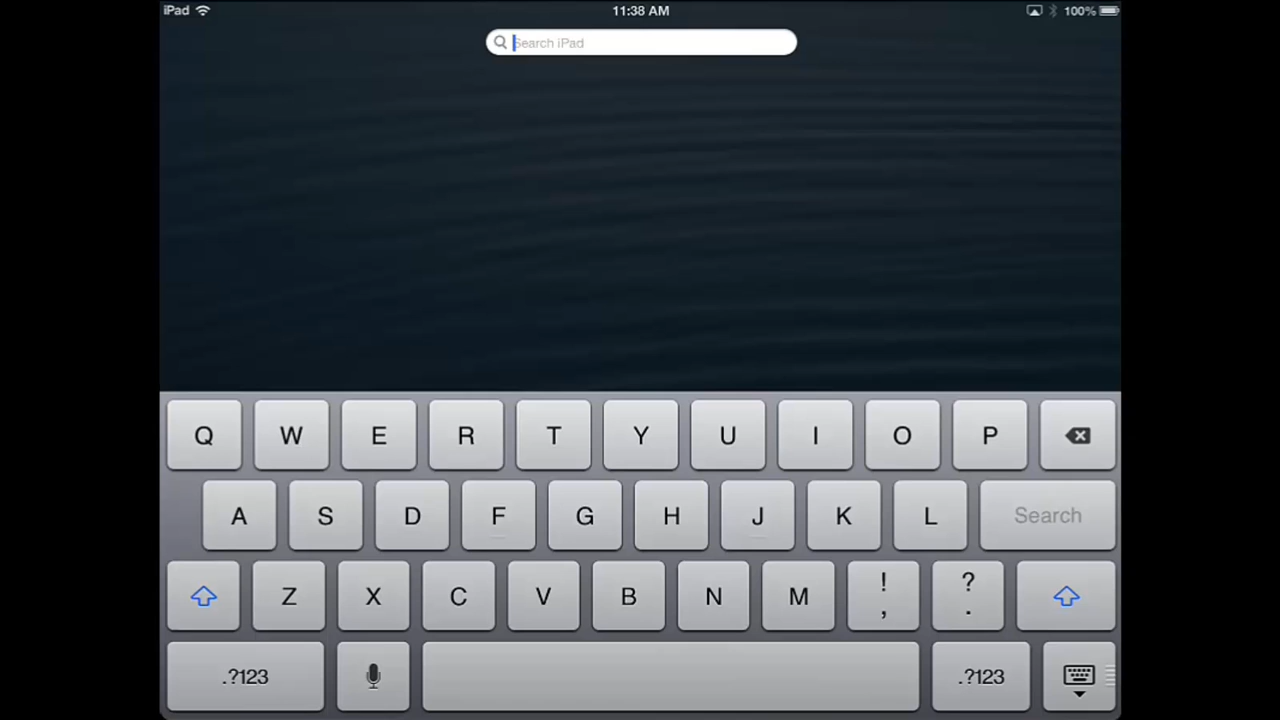 iPad 11:38 AM 100%
Search iPad
Q W E R T Y U I O P
A S D F G H J K L Search
Z X C V B N M ! , ? .
.?123 .?123